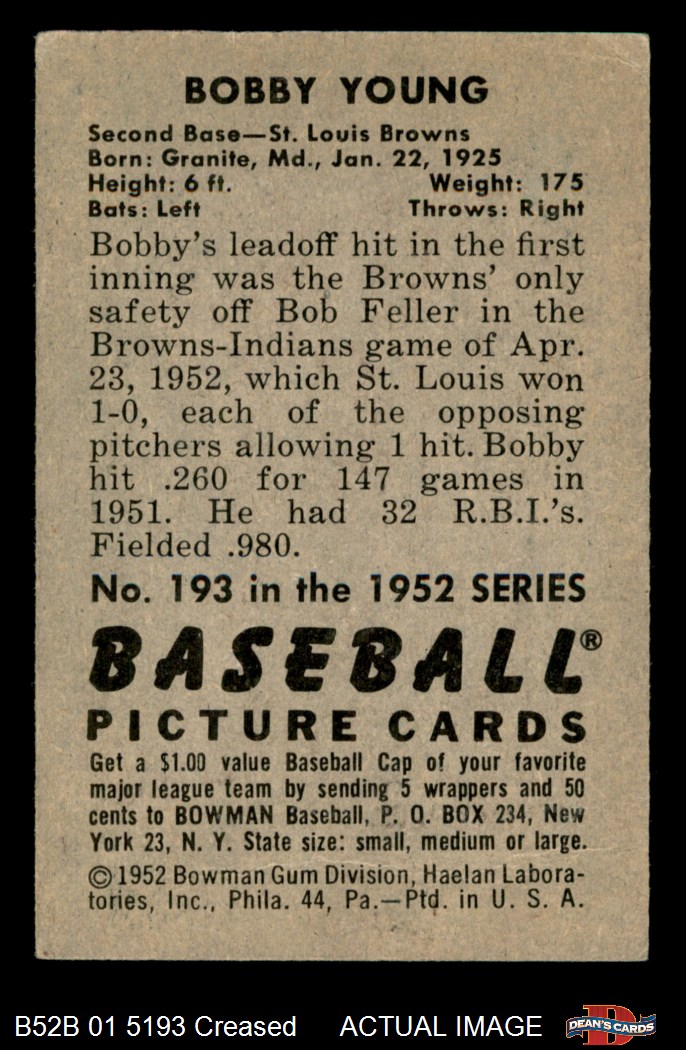 BOBBY YOUNG
Second Base—St. Louis Browns
Born: Granite, Md., Jan. 22, 1925
Height: 6 ft. Weight: 175
Bats: Left Throws: Right
Bobby's leadoff hit in the first
inning was the Browns' only
safety off Bob Feller in the
Browns-Indians game of Apr.
23, 1952, which St. Louis won
1-0, each of the opposing
pitchers allowing 1 hit. Bobby
hit .260 for 147 games in
1951. He had 32 R.B.I.'s.
Fielded .980.
No. 193 in the 1952 SERIES
BASEBALL®
PICTURE CARDS
Get a $1.00 value Baseball Cap of your favorite
major league team by sending 5 wrappers and 50
cents to BOWMAN Baseball, P. O. BOX 234, New
York 23, N. Y. State size: small, medium or large.
©1952 Bowman Gum Division, Haelan Labora-
tories, Inc., Phila. 44, Pa.—Ptd. in U. S. A.
B52B 01 5193 Creased ACTUAL IMAGE DEAN'S CARDS